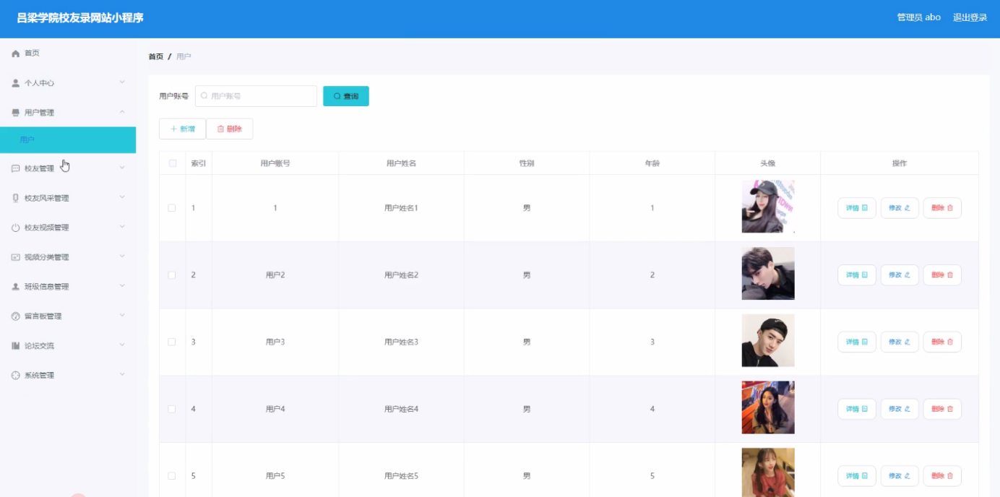 吕梁学院校友录网站小程序
管理员 abo 退出登录
首页
个人中心
用户管理
用户
校友管理
校友风采管理
校友视频管理
视频分类管理
班级信息管理
留言板管理
论坛交流
系统管理
首页 / 用户
用户账号 用户账号 查询
+ 新增 删除
索引 用户账号 用户姓名 性别 年龄 头像 操作
1 1 用户姓名1 男 1 详情 修改 删除
2 用户2 用户姓名2 男 2 详情 修改 删除
3 用户3 用户姓名3 男 3 详情 修改 删除
4 用户4 用户姓名4 男 4 详情 修改 删除
5 用户5 用户姓名5 男 5 详情 修改 删除